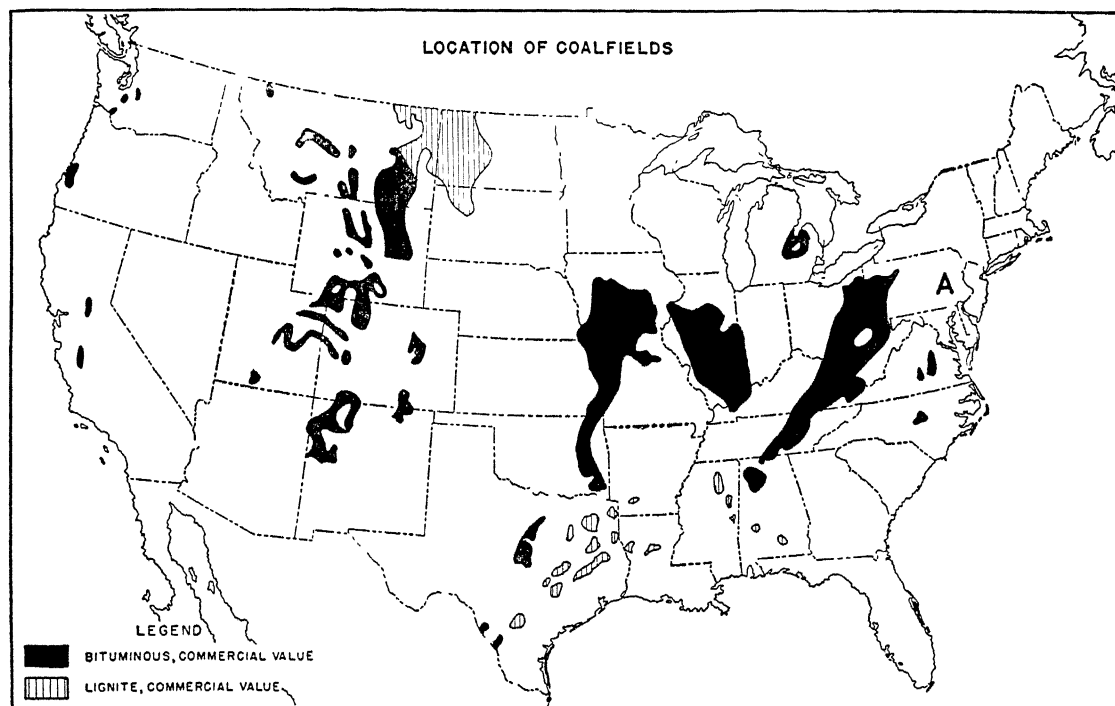 LOCATION OF COALFIELDS
A
LEGEND
BITUMINOUS, COMMERCIAL VALUE
LIGNITE, COMMERCIAL VALUE